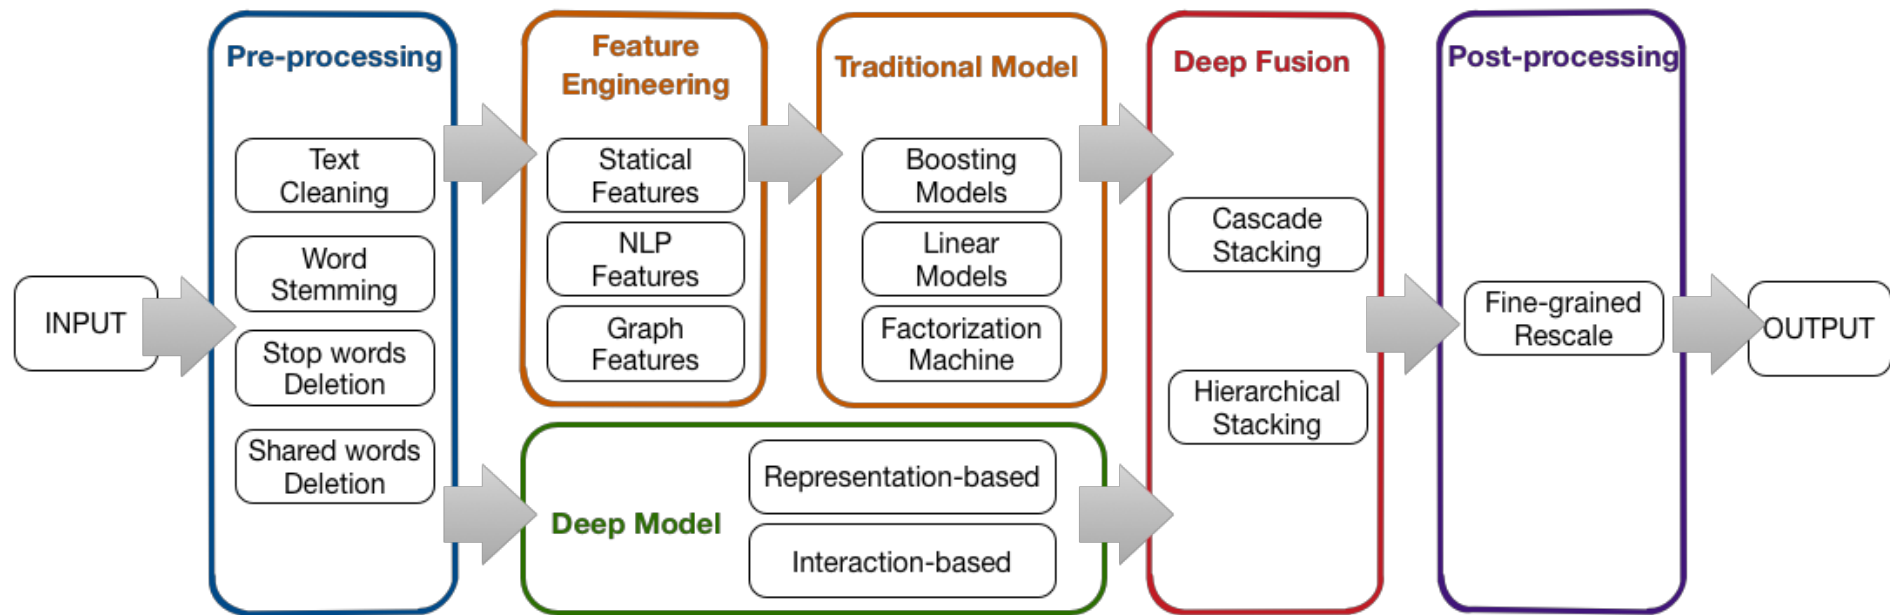 INPUT
Pre-processing
Text
Cleaning
Word
Stemming
Stop words
Deletion
Shared words
Deletion
Feature
Engineering
Statical
Features
NLP
Features
Graph
Features
Traditional Model
Boosting
Models
Linear
Models
Factorization
Machine
Deep Model
Representation-based
Interaction-based
Deep Fusion
Cascade
Stacking
Hierarchical
Stacking
Post-processing
Fine-grained
Rescale
OUTPUT